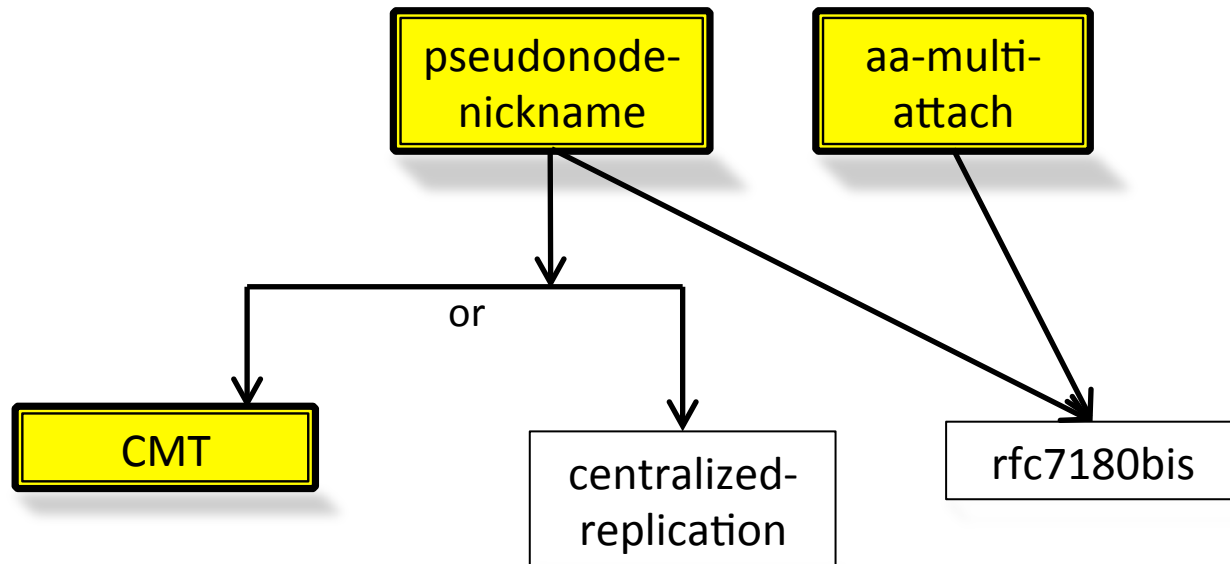 pseudonode-
nickname
aa-multi-
attach
or
CMT
centralized-
replication
rfc7180bis